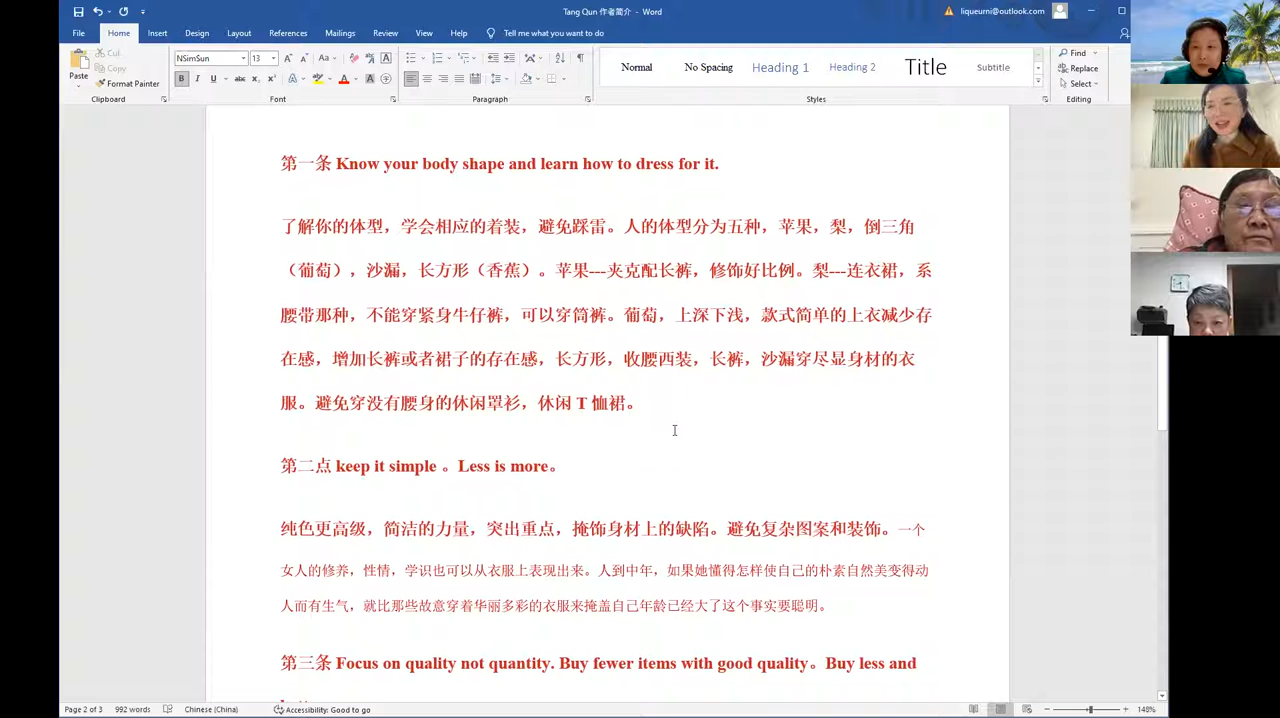 Tang Qun 作者简介 - Word
liqueurni@outlook.com
File Home Insert Design Layout References Mailings Review View Help Tell me what you want to do
Paste
Cut
Copy
Format Painter
Clipboard
NSimSun 13
Font
Paragraph
Normal No Spacing Heading 1 Heading 2 Title Subtitle
Styles
Find
Replace
Select
Editing
第一条 Know your body shape and learn how to dress for it.
了解你的体型，学会相应的着装，避免踩雷。人的体型分为五种，苹果，梨，倒三角
（葡萄），沙漏，长方形（香蕉）。苹果---夹克配长裤，修饰好比例。梨---连衣裙，系
腰带那种，不能穿紧身牛仔裤，可以穿筒裤。葡萄，上深下浅，款式简单的上衣减少存
在感，增加长裤或者裙子的存在感，长方形，收腰西装，长裤，沙漏穿尽显身材的衣
服。避免穿没有腰身的休闲罩衫，休闲 T 恤裙。
第二点 keep it simple 。Less is more。
纯色更高级，简洁的力量，突出重点，掩饰身材上的缺陷。避免复杂图案和装饰。一个
女人的修养，性情，学识也可以从衣服上表现出来。人到中年，如果她懂得怎样使自己的朴素自然美变得动
人而有生气，就比那些故意穿着华丽多彩的衣服来掩盖自己年龄已经大了这个事实要聪明。
第三条 Focus on quality not quantity. Buy fewer items with good quality。Buy less and
Page 2 of 3 992 words Chinese (China) Accessibility: Good to go 148%